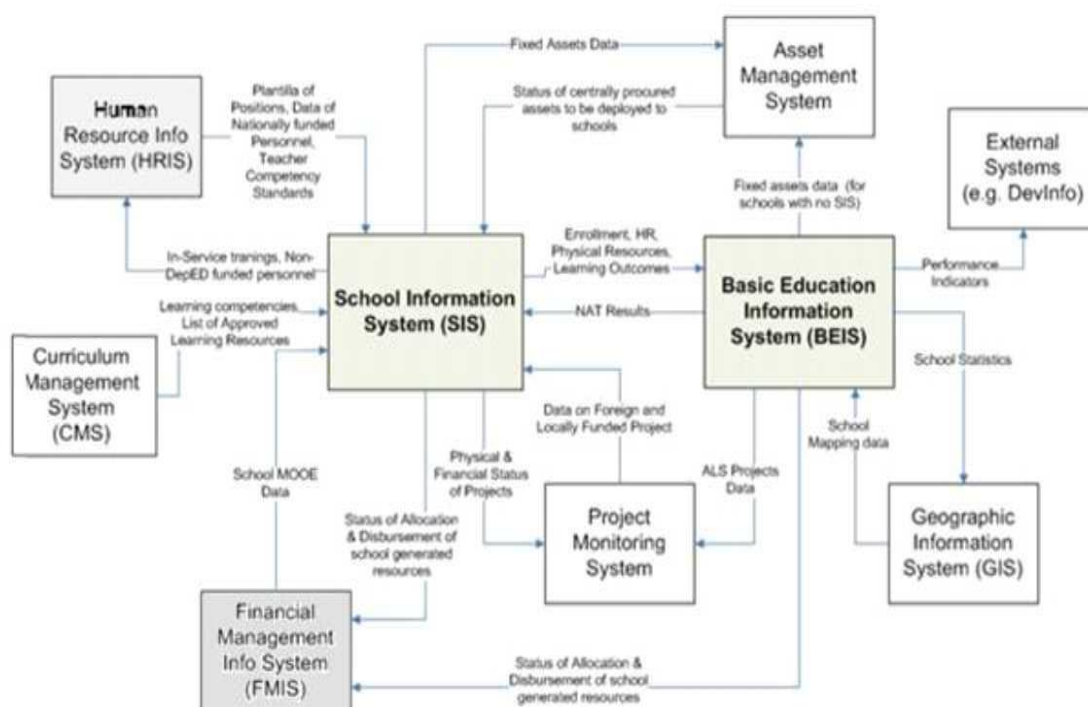 Fixed Assets Data
Asset
Management
System
Status of centrally procured
assets to be deployed to
schools
Human
Resource Info
System (HRIS)
Plantilla of
Positions, Data of
Nationally funded
Personnel,
Teacher
Competency
Standards
External
Systems
(e.g. DevInfo)
Fixed assets data (for
schools with no SIS)
In-Service tranings, Non-
DepED funded personnel
School Information
System (SIS)
Enrollment, HR,
Physical Resources,
Learning Outcomes
NAT Results
Basic Education
Information
System (BEIS)
Performance
Indicators
Learning competencies,
List of Approved
Learning Resources
Curriculum
Management
System
(CMS)
School Statistics
Data on Foreign and
Locally Funded Project
School
Mapping data
School MOOE
Data
Physical &
Financial Status
of Projects
ALS Projects
Data
Project
Monitoring
System
Geographic
Information
System (GIS)
Status of Allocation
& Disbursement of
school generated
resources
Financial
Management
Info System
(FMIS)
Status of Allocation &
Disbursement of school
generated resources